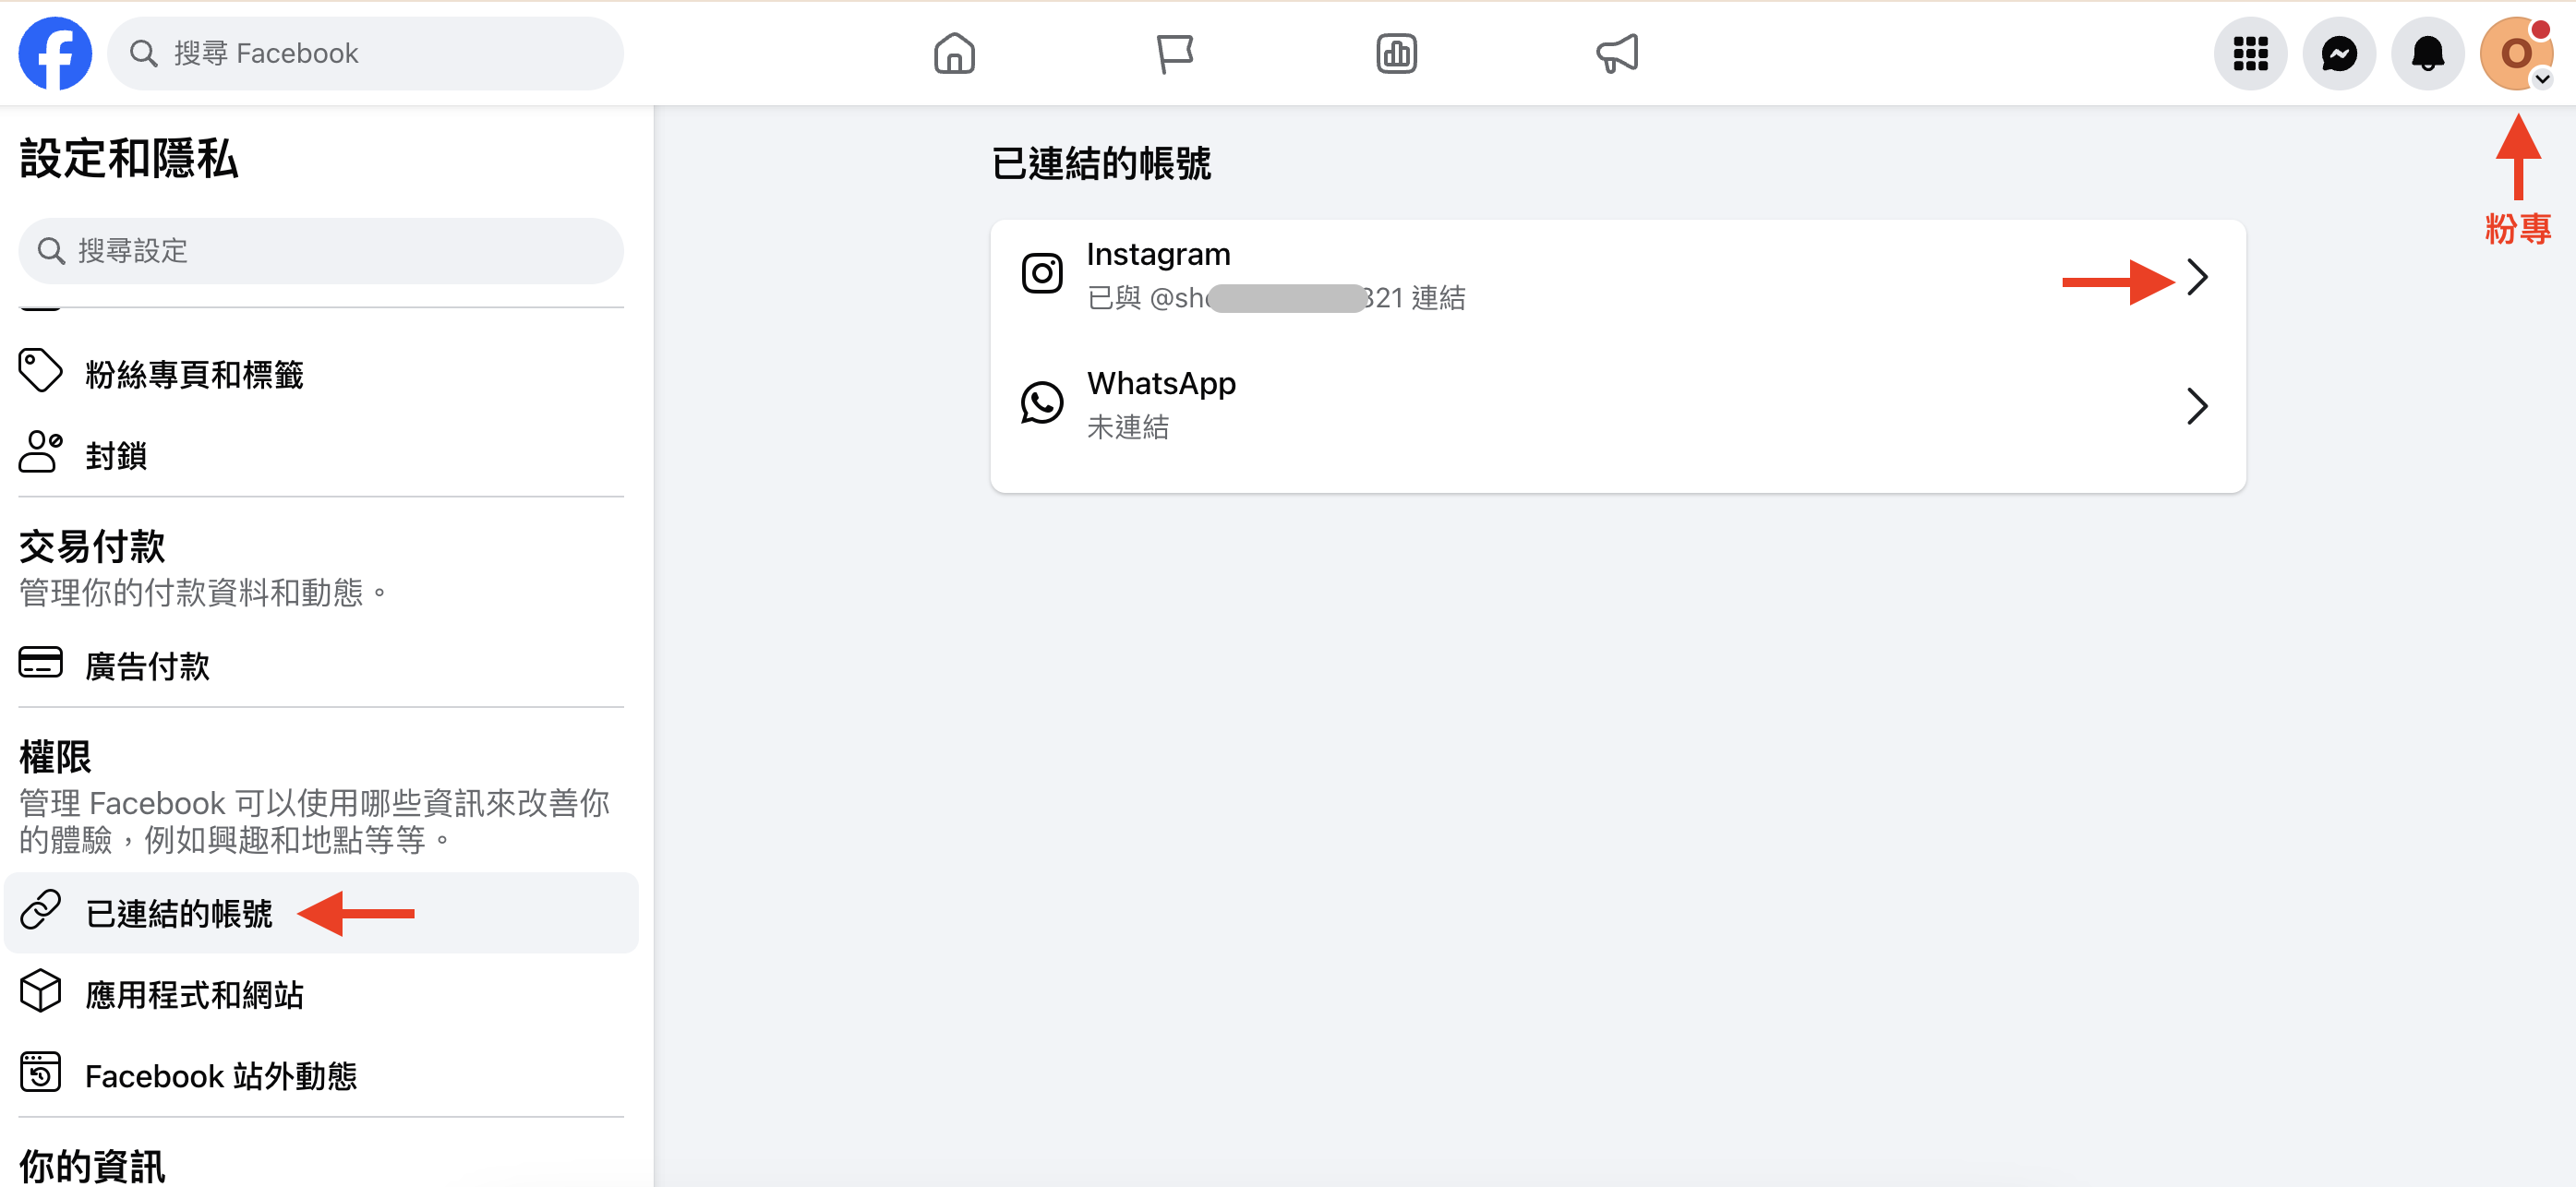 搜尋 Facebook
O
粉專
設定和隱私
搜尋設定
粉絲專頁和標籤
封鎖
交易付款
管理你的付款資料和動態。
廣告付款
權限
管理 Facebook 可以使用哪些資訊來改善你
的體驗，例如興趣和地點等等。
已連結的帳號
應用程式和網站
Facebook 站外動態
你的資訊
已連結的帳號
Instagram
已與 @sh 321 連結
WhatsApp
未連結